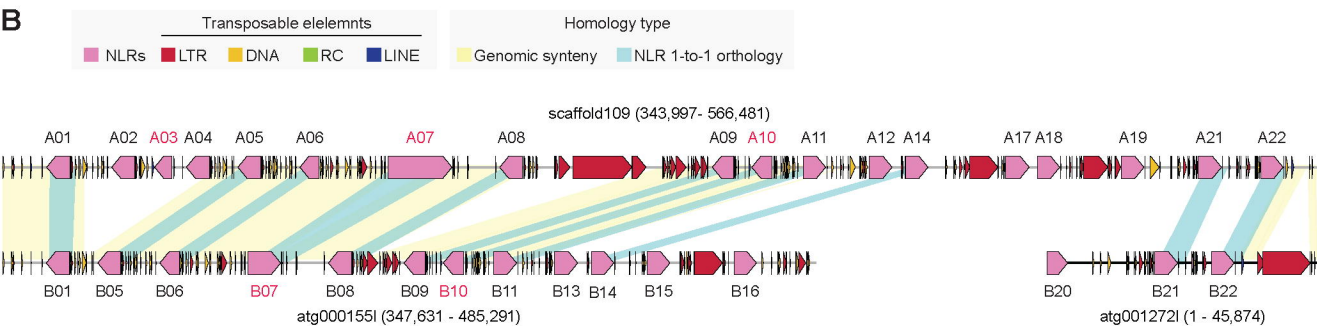 B
Transposable elelemnts
Homology type
NLRs LTR DNA RC LINE
Genomic synteny NLR 1-to-1 orthology
scaffold109 (343,997- 566,481)
A01 A02 A03 A04 A05 A06 A07 A08 A09 A10 A11 A12 A14 A17 A18 A19 A21 A22
B01 B05 B06 B07 B08 B09 B10 B11 B13 B14 B15 B16 B20 B21 B22
atg000155l (347,631 - 485,291)
atg001272l (1 - 45,874)